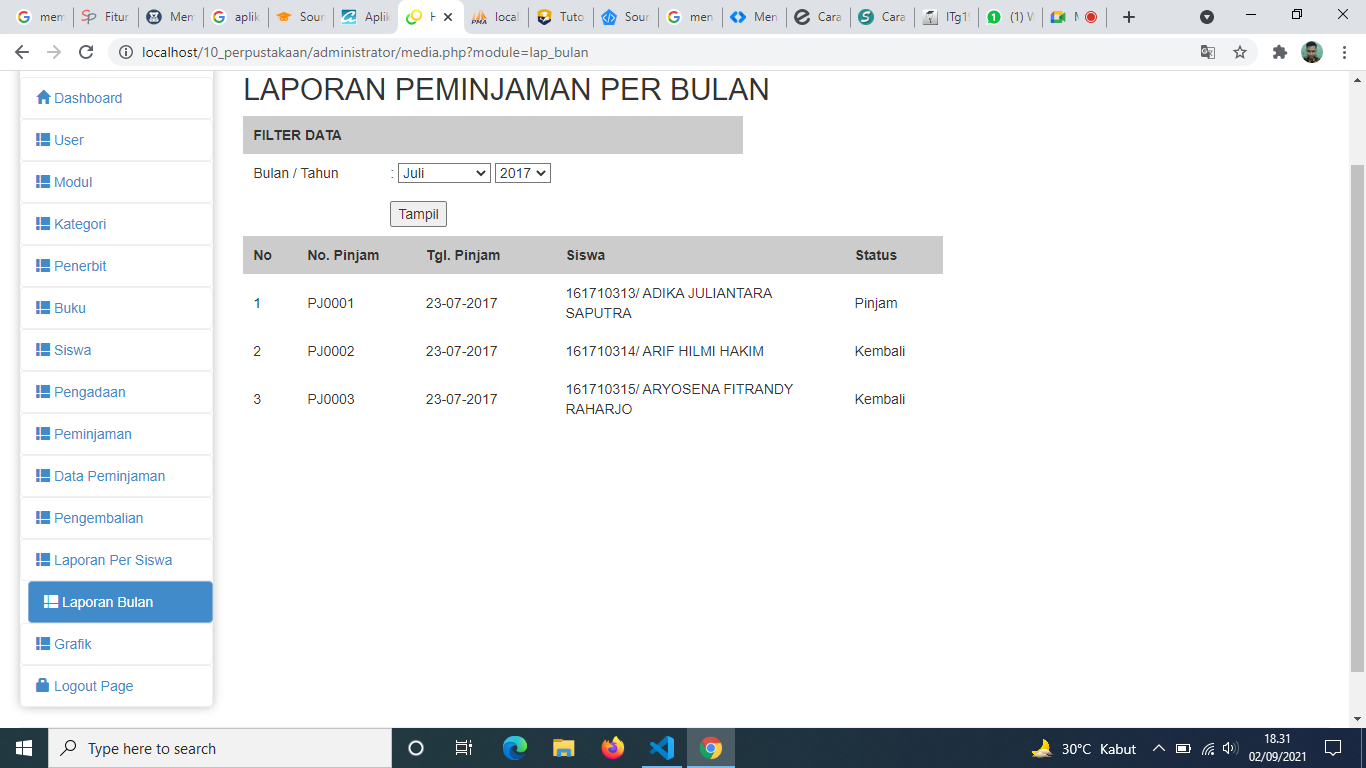 mem
Fitur
Mem
aplik
Sour
Aplik
H
local
Tuto
Sour
men
Men
Cara
Cara
ITg15
(1) W
M
localhost/10_perpustakaan/administrator/media.php?module=lap_bulan
Dashboard
User
Modul
Kategori
Penerbit
Buku
Siswa
Pengadaan
Peminjaman
Data Peminjaman
Pengembalian
Laporan Per Siswa
Laporan Bulan
Grafik
Logout Page
LAPORAN PEMINJAMAN PER BULAN
FILTER DATA
Bulan / Tahun : Juli 2017
Tampil
No No. Pinjam Tgl. Pinjam Siswa Status
1 PJ0001 23-07-2017 161710313/ ADIKA JULIANTARA SAPUTRA Pinjam
2 PJ0002 23-07-2017 161710314/ ARIF HILMI HAKIM Kembali
3 PJ0003 23-07-2017 161710315/ ARYOSENA FITRANDY RAHARJO Kembali
Type here to search
30°C Kabut
18.31
02/09/2021